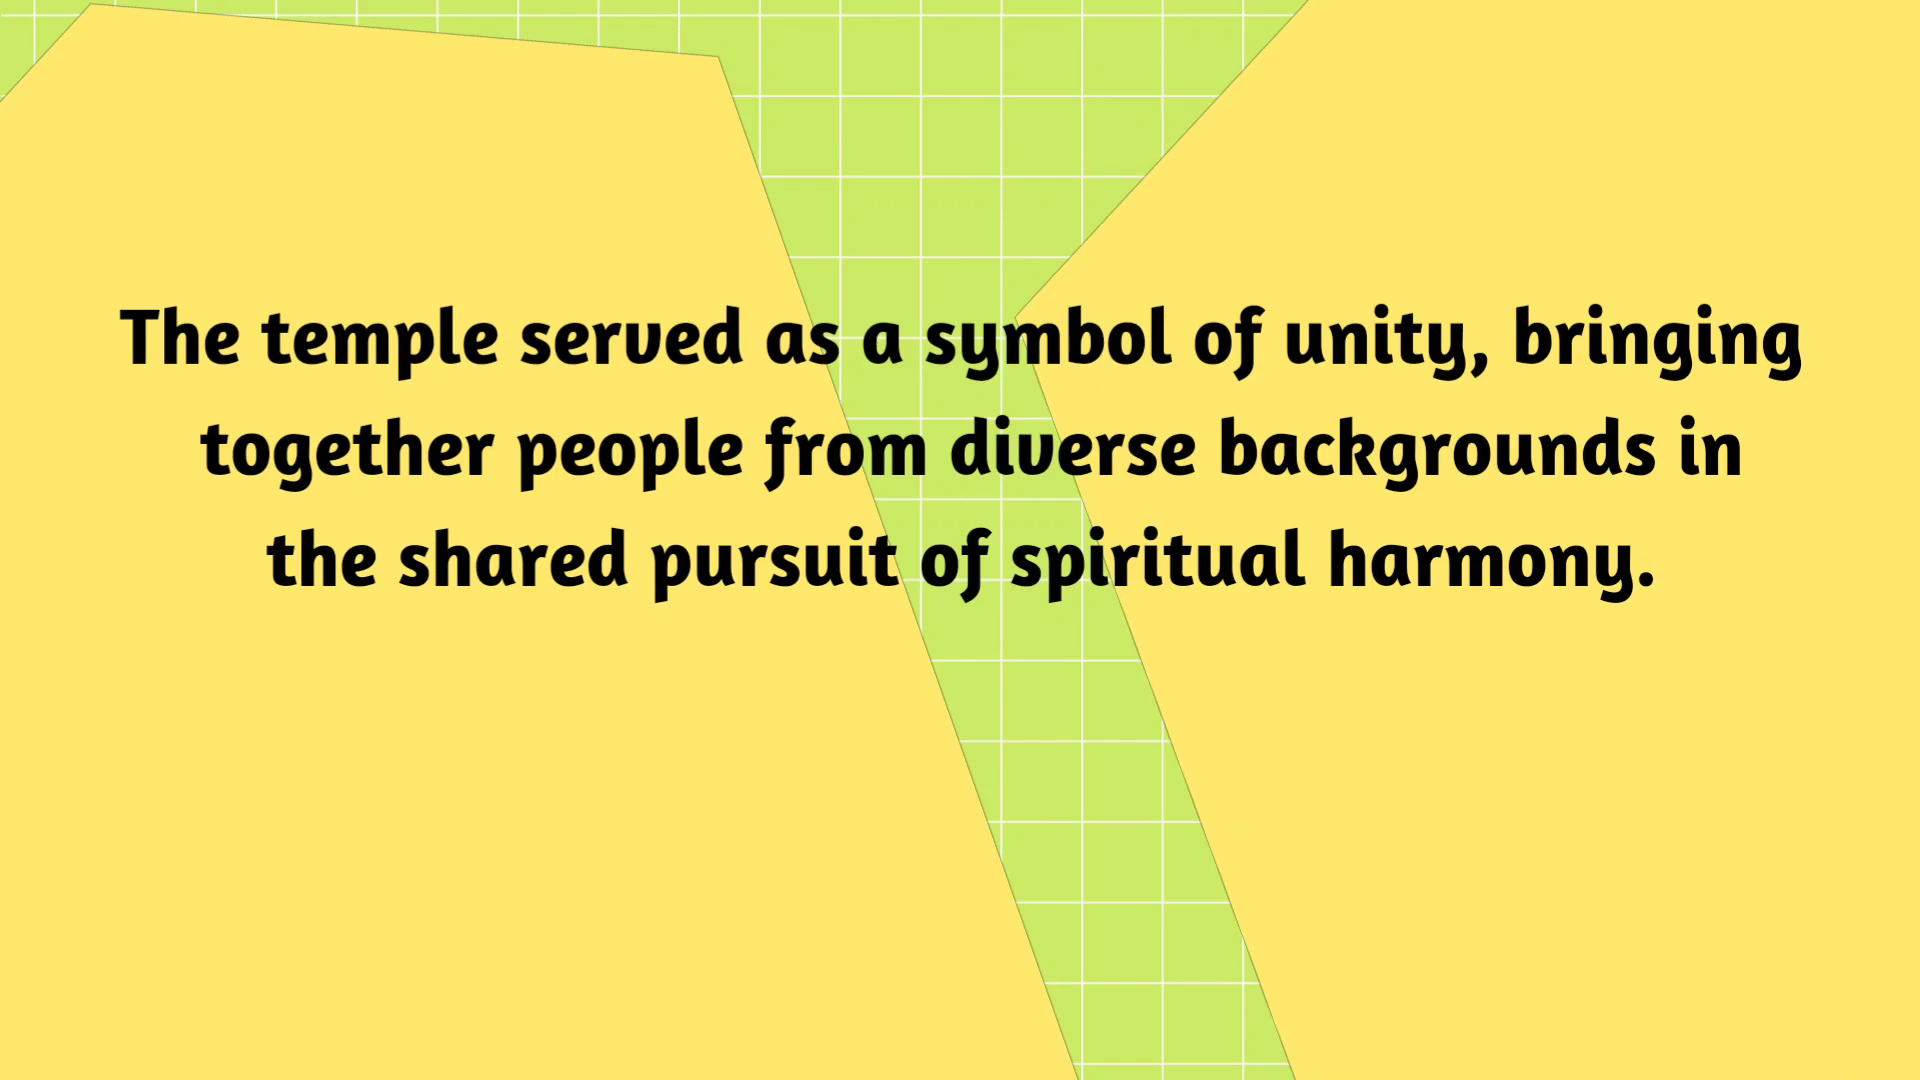 The temple served as a symbol of unity, bringing
together people from diverse backgrounds in
the shared pursuit of spiritual harmony.